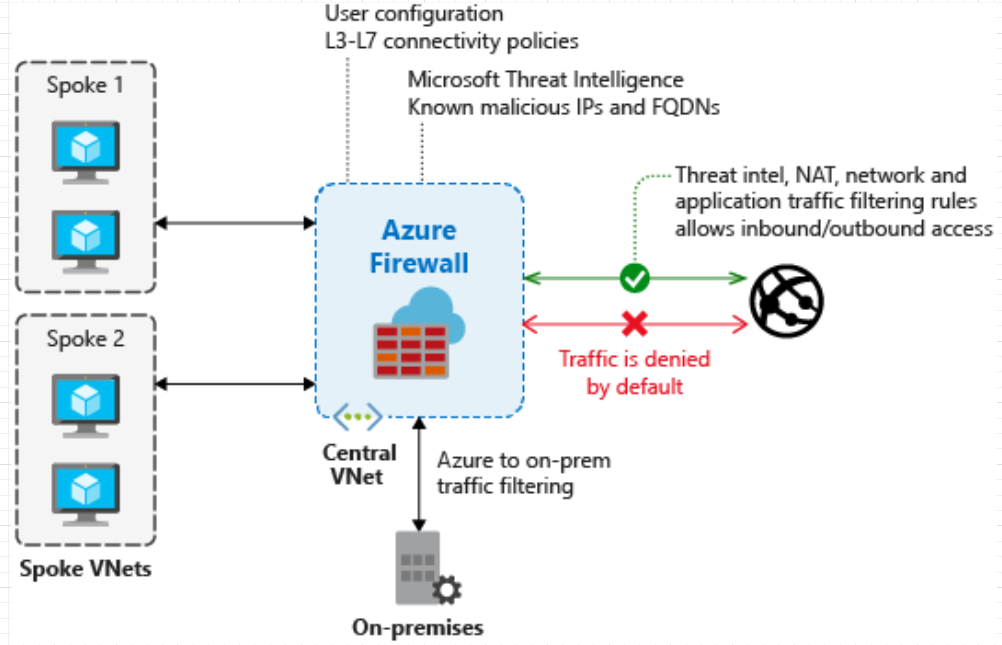 User configuration
L3-L7 connectivity policies
Microsoft Threat Intelligence
Known malicious IPs and FQDNs
Spoke 1
Threat intel, NAT, network and
application traffic filtering rules
allows inbound/outbound access
Azure
Firewall
Spoke 2
Traffic is denied
by default
Central
VNet
Azure to on-prem
traffic filtering
Spoke VNets
On-premises